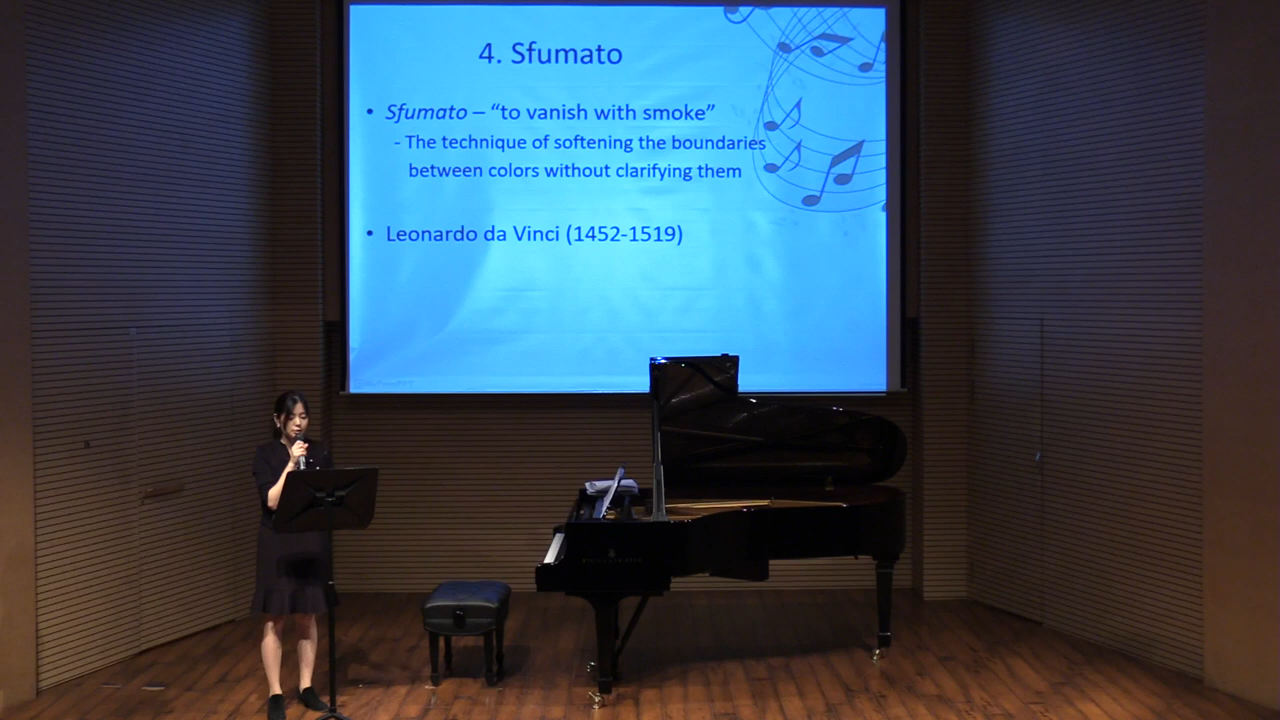 4. Sfumato
• Sfumato – “to vanish with smoke”
- The technique of softening the boundaries
between colors without clarifying them
• Leonardo da Vinci (1452-1519)